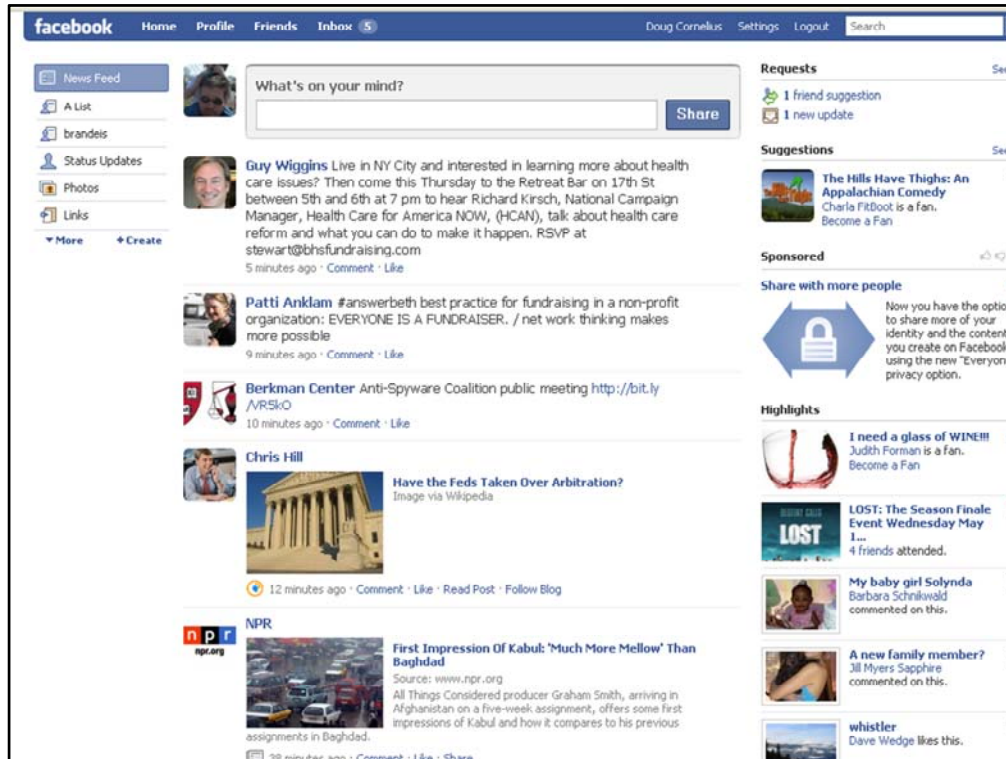 facebook Home Profile Friends Inbox 5 Doug Cornelius Settings Logout Search
News Feed
A List
brandeis
Status Updates
Photos
Links
More Create
What's on your mind?
Share
Guy Wiggins Live in NY City and interested in learning more about health
care issues? Then come this Thursday to the Retreat Bar on 17th St
between 5th and 6th at 7 pm to hear Richard Kirsch, National Campaign
Manager, Health Care for America NOW, (HCAN), talk about health care
reform and what you can do to make it happen. RSVP at
stewart@bhsfundraising.com
5 minutes ago · Comment · Like
Patti Anklam #answerbeth best practice for fundraising in a non-profit
organization: EVERYONE IS A FUNDRAISER. / net work thinking makes
more possible
9 minutes ago · Comment · Like
Berkman Center Anti-Spyware Coalition public meeting http://bit.ly
/VR5kO
10 minutes ago · Comment · Like
Chris Hill
Have the Feds Taken Over Arbitration?
Image via Wikipedia
12 minutes ago · Comment · Like · Read Post · Follow Blog
npr
npr.org
NPR
First Impression Of Kabul: 'Much More Mellow' Than
Baghdad
Source: www.npr.org
All Things Considered producer Graham Smith, arriving in
Afghanistan on a five-week assignment, offers some first
impressions of Kabul and how it compares to his previous
assignments in Baghdad.
28 minutes ago · Comment · Like · Share
Requests See
1 friend suggestion
1 new update
Suggestions See
The Hills Have Thighs: An
Appalachian Comedy
Charla FitBoot is a fan.
Become a Fan
Sponsored
Share with more people
Now you have the optio
to share more of your
identity and the content
you create on Facebook
using the new "Everyon
privacy option.
Highlights
I need a glass of WINE!!!
Judith Forman is a fan.
Become a Fan
LOST
LOST: The Season Finale
Event Wednesday May
1...
4 friends attended.
My baby girl Solynda
Barbara Schnikwald
commented on this.
A new family member?
Jill Myers Sapphire
commented on this.
whistler
Dave Wedge likes this.